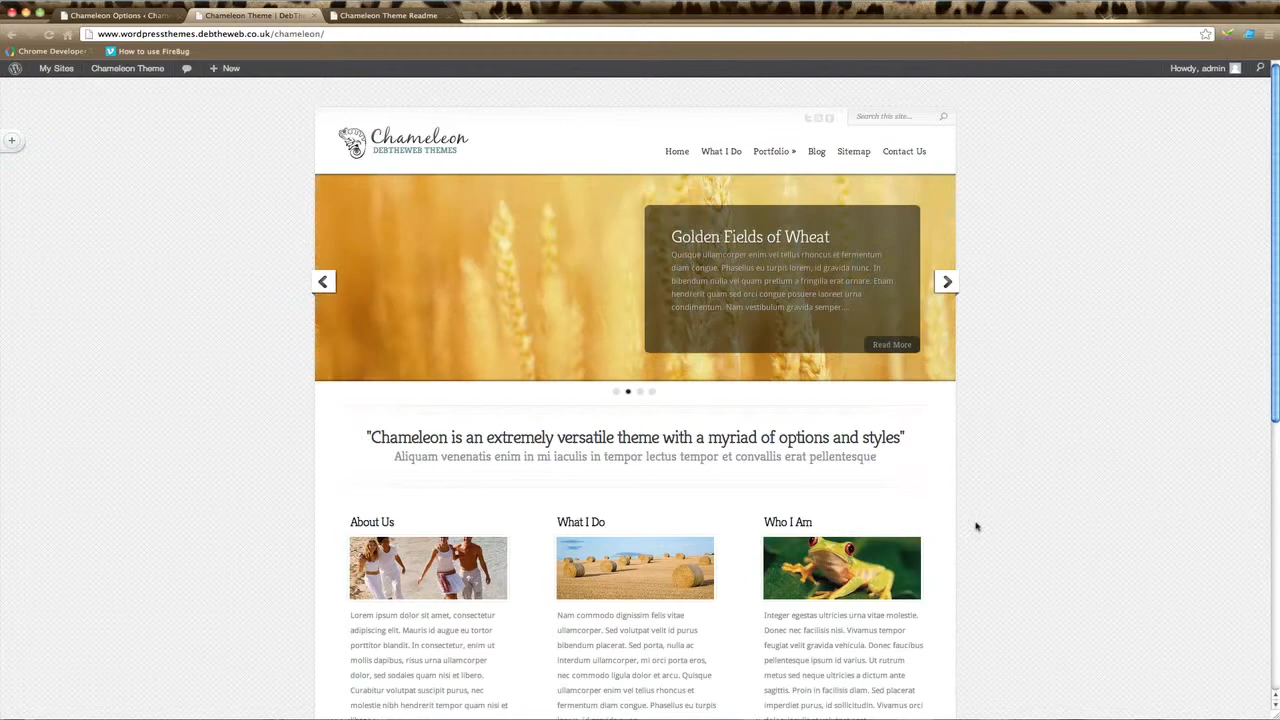 Chameleon Options ‹ Cham
Chameleon Theme | DebTh
Chameleon Theme Readme
www.wordpressthemes.debtheweb.co.uk/chameleon/
Chrome Developer
How to use FireBug
My Sites
Chameleon Theme
+ New
Howdy, admin
Search this site...
Chameleon
DEBTHEWEB THEMES
Home
What I Do
Portfolio »
Blog
Sitemap
Contact Us
Golden Fields of Wheat
Quisque ullamcorper enim vel tellus rhoncus et fermentum
diam congue. Phasellus eu turpis lorem, id gravida nunc. In
bibendum nulla vel quam pretium a fringilla erat ornare. Etiam
hendrerit quam sed orci congue posuere laoreet urna
condimentum. Nam vestibulum gravida semper....
Read More
"Chameleon is an extremely versatile theme with a myriad of options and styles"
Aliquam venenatis enim in mi iaculis in tempor lectus tempor et convallis erat pellentesque
About Us
Lorem ipsum dolor sit amet, consectetur
adipiscing elit. Mauris id augue eu tortor
porttitor blandit. In consectetur, enim ut
mollis dapibus, risus urna ullamcorper
dolor, sed sodales quam nisi et libero.
Curabitur volutpat suscipit purus, nec
molestie nibh hendrerit tempor quam nisi et
What I Do
Nam commodo dignissim felis vitae
ullamcorper. Sed volutpat velit id purus
bibendum placerat. Sed porta, nulla ac
interdum ullamcorper, mi orci porta eros,
nec commodo ligula dolor et arcu. Quisque
ullamcorper enim vel tellus rhoncus et
fermentum diam congue. Phasellus eu turpis
Who I Am
Integer egestas ultricies urna vitae molestie.
Donec nec facilisis nisi. Vivamus tempor
feugiat velit gravida vehicula. Donec faucibus
pellentesque ipsum id varius. Ut rutrum
metus sed neque ultricies a dictum ante
sagittis. Proin in facilisis diam. Sed placerat
imperdiet purus, id sollicitudin. Vivamus